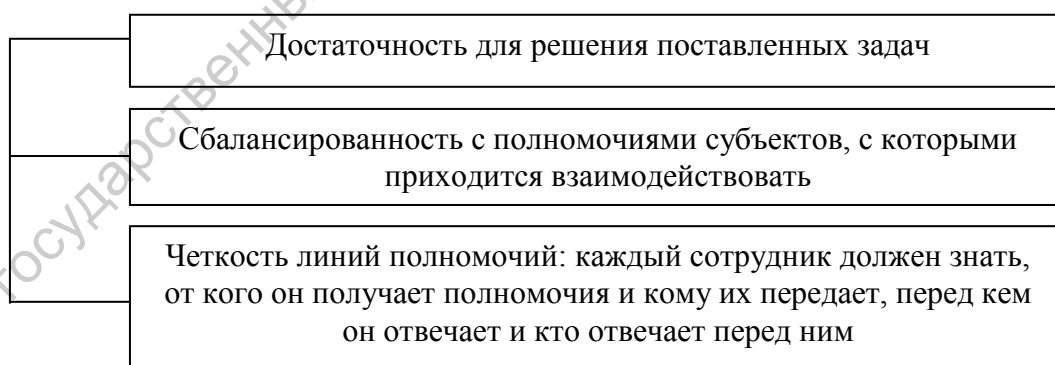 Достаточность для решения поставленных задач
Сбалансированность с полномочиями субъектов, с которыми
приходится взаимодействовать
Четкость линий полномочий: каждый сотрудник должен знать,
от кого он получает полномочия и кому их передает, перед кем
он отвечает и кто отвечает перед ним